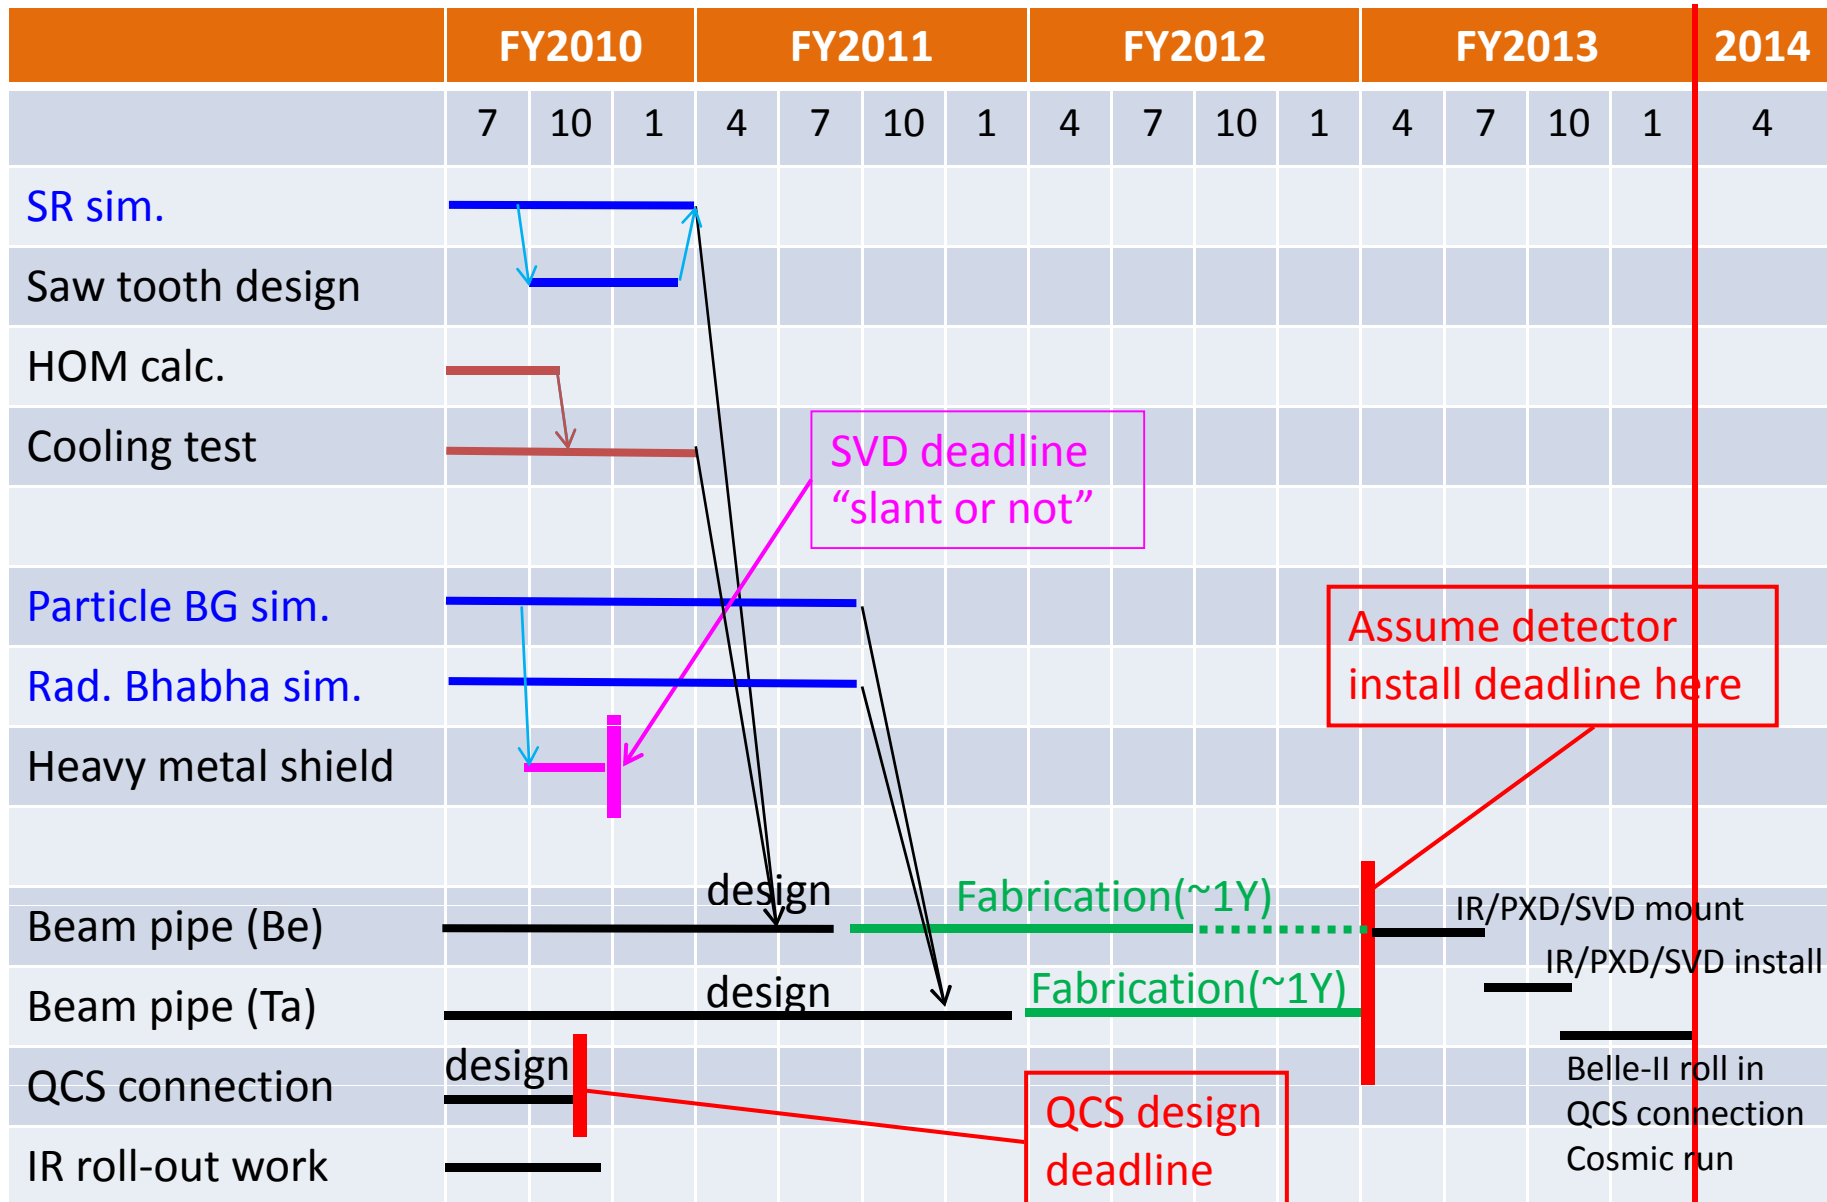 FY2010 FY2011 FY2012 FY2013 2014
7 10 1 4 7 10 1 4 7 10 1 4 7 10 1 4
SR sim.
Saw tooth design
HOM calc.
Cooling test
SVD deadline
“slant or not”
Particle BG sim.
Assume detector
install deadline here
Rad. Bhabha sim.
Heavy metal shield
Beam pipe (Be)
design
Fabrication(~1Y)
IR/PXD/SVD mount
IR/PXD/SVD install
Beam pipe (Ta)
design
Fabrication(~1Y)
QCS connection
design
QCS design
deadline
Belle-II roll in
QCS connection
Cosmic run
IR roll-out work